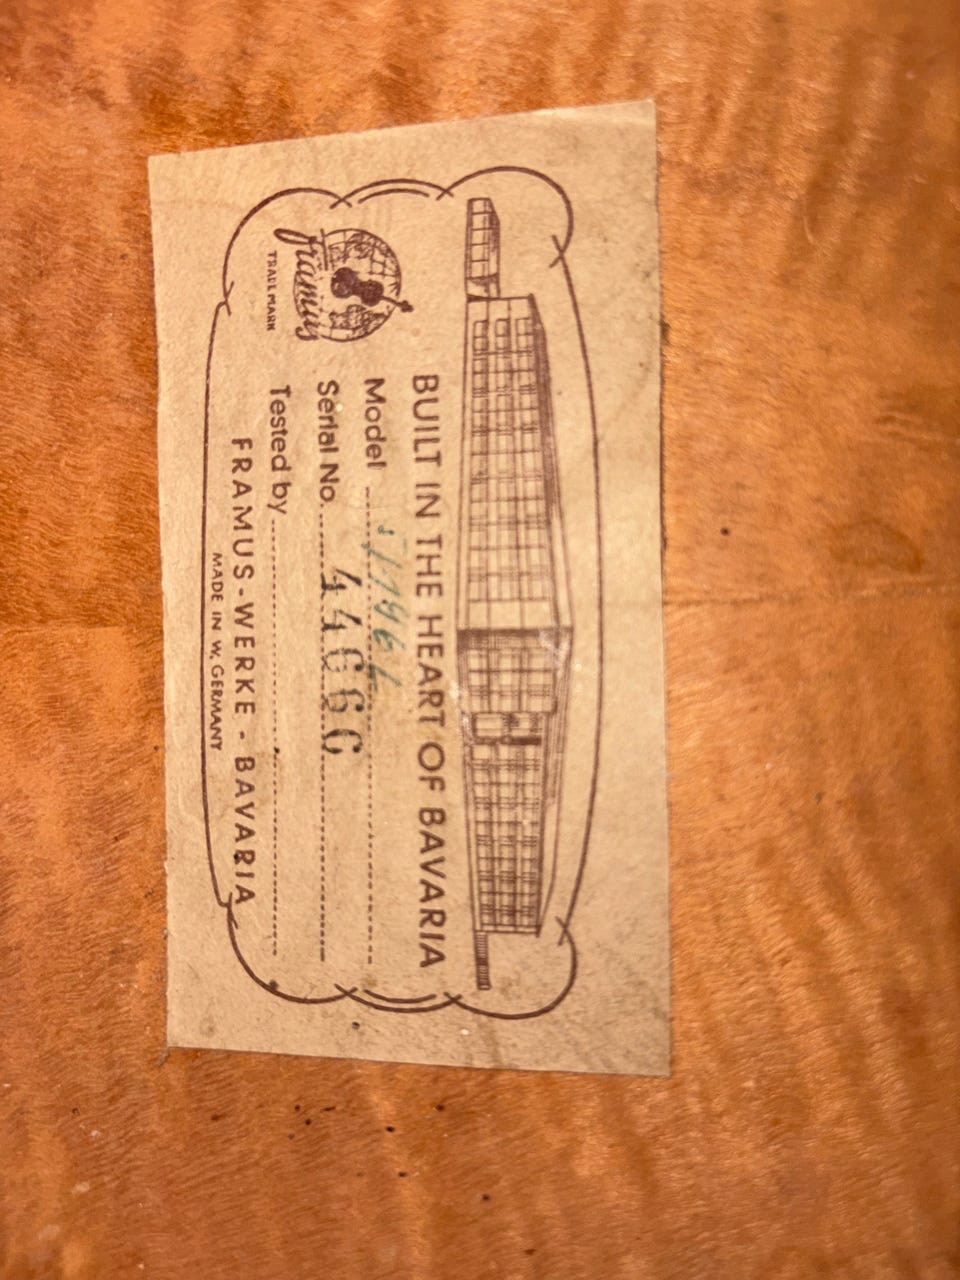 BUILT IN THE HEART OF BAVARIA
framus
TRADE MARK
Model
Serial No.
Tested by
FRAMUS-WERKE - BAVARIA
MADE IN W. GERMANY